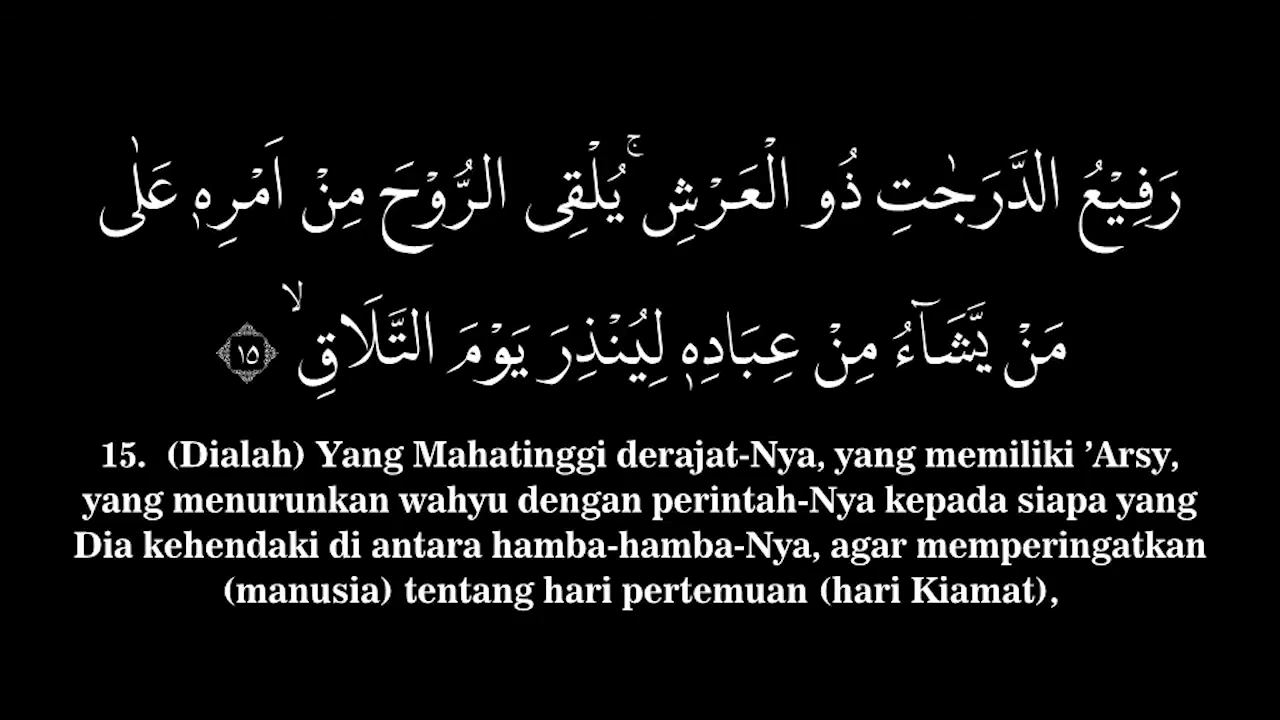 رَفِيْعُ الدَّرَجٰتِ ذُو الْعَرْشِۚ يُلْقِى الرُّوْحَ مِنْ اَمْرِهٖ عَلٰى
مَنْ يَّشَاۤءُ مِنْ عِبَادِهٖ لِيُنْذِرَ يَوْمَ التَّلَاقِۙ ١٥
15. (Dialah) Yang Mahatinggi derajat-Nya, yang memiliki ’Arsy,
yang menurunkan wahyu dengan perintah-Nya kepada siapa yang
Dia kehendaki di antara hamba-hamba-Nya, agar memperingatkan
(manusia) tentang hari pertemuan (hari Kiamat),